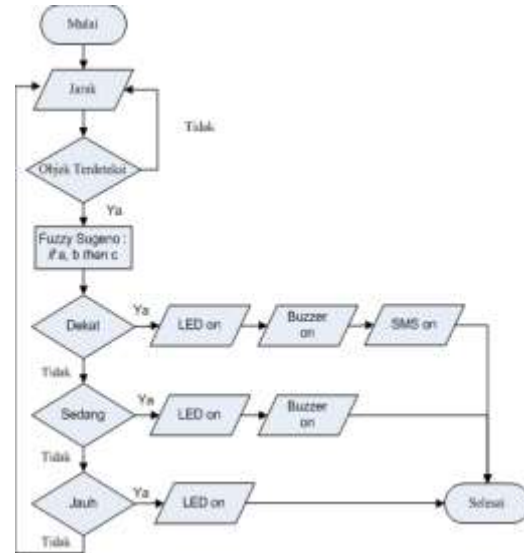 Mulai
Jarak
Tidak
Objek Terdeteksi
Ya
Fuzzy Sugeno :
if a, b then c
Dekat
Ya
LED on
Buzzer
on
SMS on
Tidak
Sedang
Ya
LED on
Buzzer
on
Tidak
Jauh
Ya
LED on
Selesai
Tidak